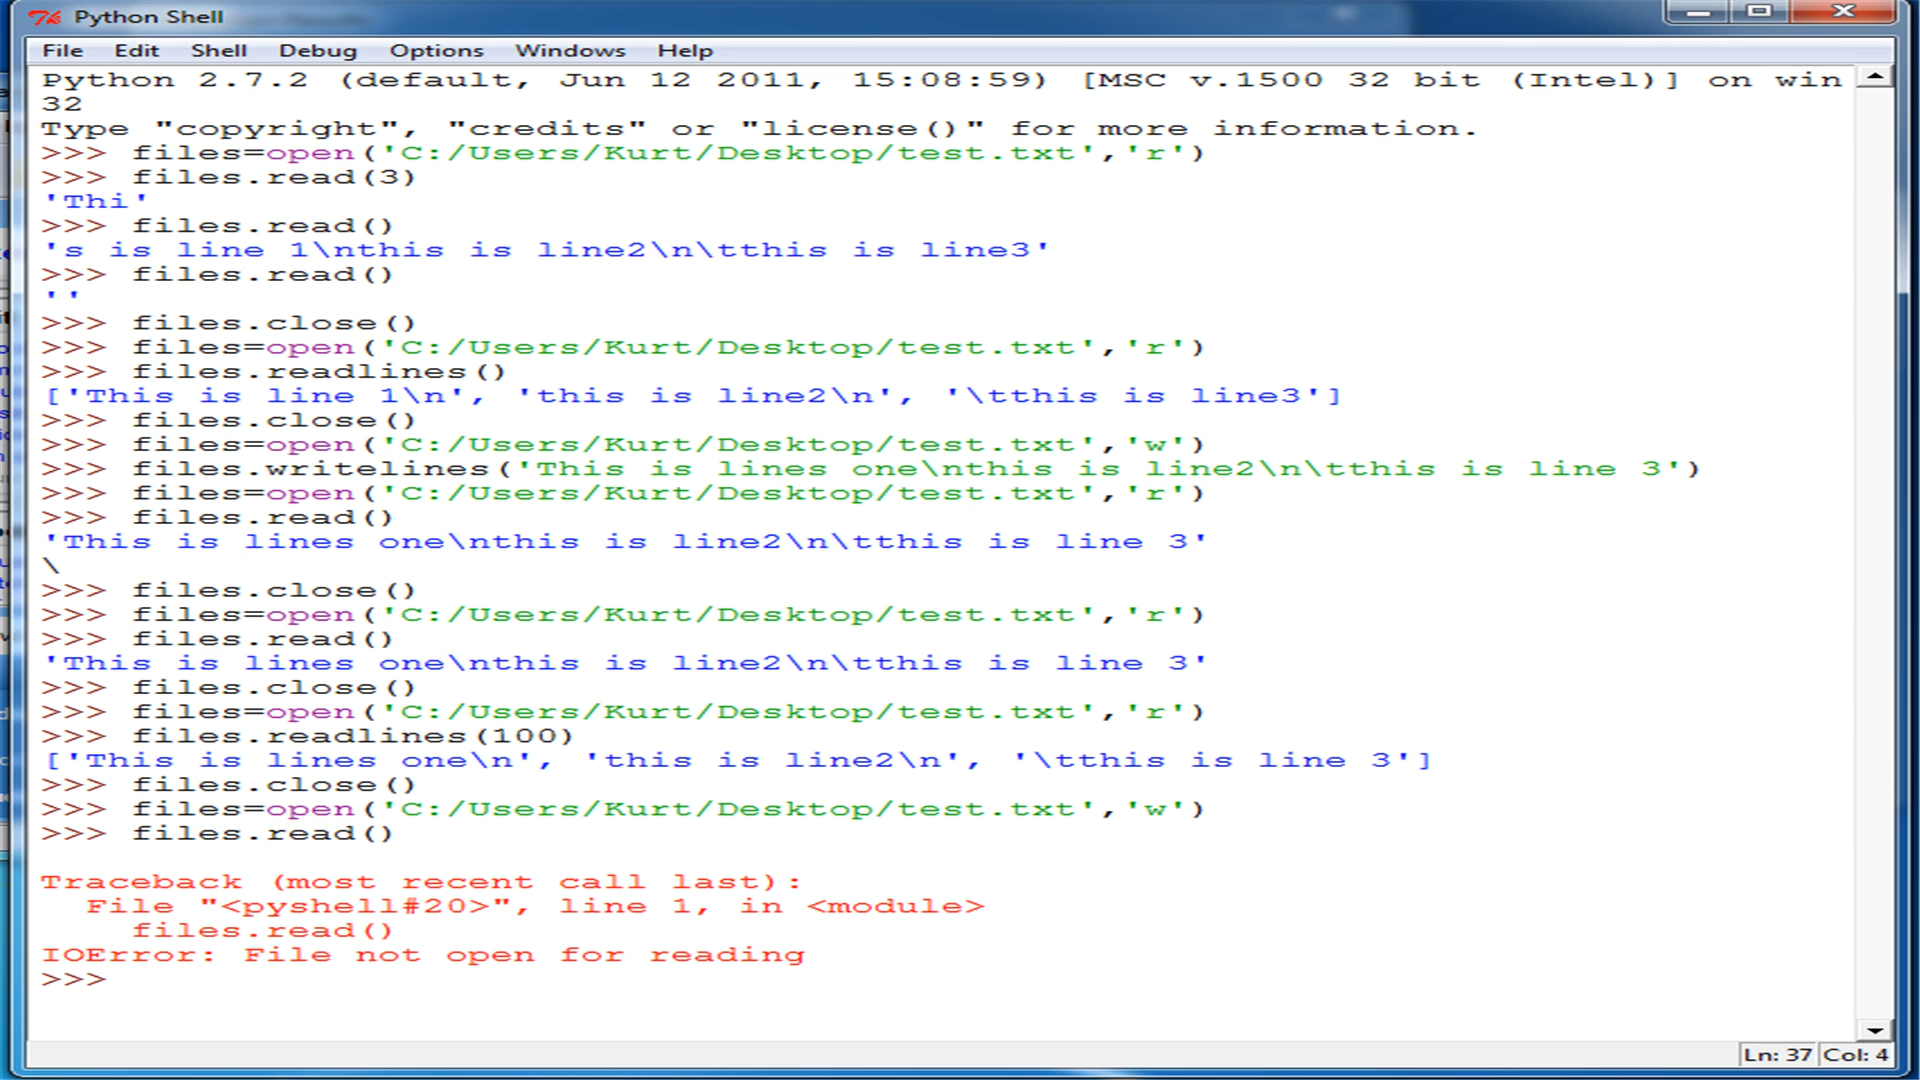 Python Shell
File Edit Shell Debug Options Windows Help
Python 2.7.2 (default, Jun 12 2011, 15:08:59) [MSC v.1500 32 bit (Intel)] on win
32
Type "copyright", "credits" or "license()" for more information.
>>> files=open('C:/Users/Kurt/Desktop/test.txt','r')
>>> files.read(3)
'Thi'
>>> files.read()
's is line 1\nthis is line2\n\tthis is line3'
>>> files.read()
''
>>> files.close()
>>> files=open('C:/Users/Kurt/Desktop/test.txt','r')
>>> files.readlines()
['This is line 1\n', 'this is line2\n', '\tthis is line3']
>>> files.close()
>>> files=open('C:/Users/Kurt/Desktop/test.txt','w')
>>> files.writelines('This is lines one\nthis is line2\n\tthis is line 3')
>>> files=open('C:/Users/Kurt/Desktop/test.txt','r')
>>> files.read()
'This is lines one\nthis is line2\n\tthis is line 3'
\
>>> files.close()
>>> files=open('C:/Users/Kurt/Desktop/test.txt','r')
>>> files.read()
'This is lines one\nthis is line2\n\tthis is line 3'
>>> files.close()
>>> files=open('C:/Users/Kurt/Desktop/test.txt','r')
>>> files.readlines(100)
['This is lines one\n', 'this is line2\n', '\tthis is line 3']
>>> files.close()
>>> files=open('C:/Users/Kurt/Desktop/test.txt','w')
>>> files.read()
Traceback (most recent call last):
  File "<pyshell#20>", line 1, in <module>
    files.read()
IOError: File not open for reading
>>>
Ln: 37 Col: 4